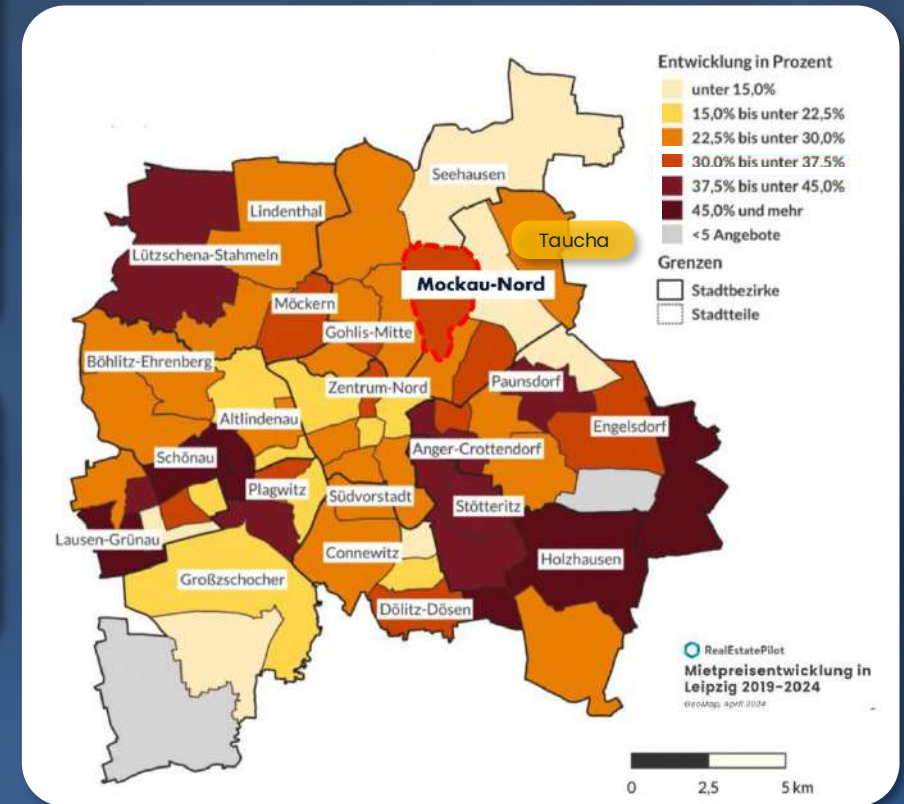 Entwicklung in Prozent
unter 15,0%
15,0% bis unter 22,5%
22,5% bis unter 30,0%
30,0% bis unter 37,5%
37,5% bis unter 45,0%
45,0% und mehr
<5 Angebote
Grenzen
Stadtbezirke
Stadtteile
Seehausen
Lindenthal
Taucha
Lützschena-Stahmeln
Mockau-Nord
Möckern
Gohlis-Mitte
Böhlitz-Ehrenberg
Zentrum-Nord
Paunsdorf
Altlindenau
Engelsdorf
Anger-Crottendorf
Schönau
Plagwitz
Südvorstadt
Stötteritz
Lausen-Grünau
Connewitz
Holzhausen
Großzschocher
Dölitz-Dösen
RealEstatePilot
Mietpreisentwicklung in
Leipzig 2019-2024
GeoMap, April 2024
0 2,5 5 km